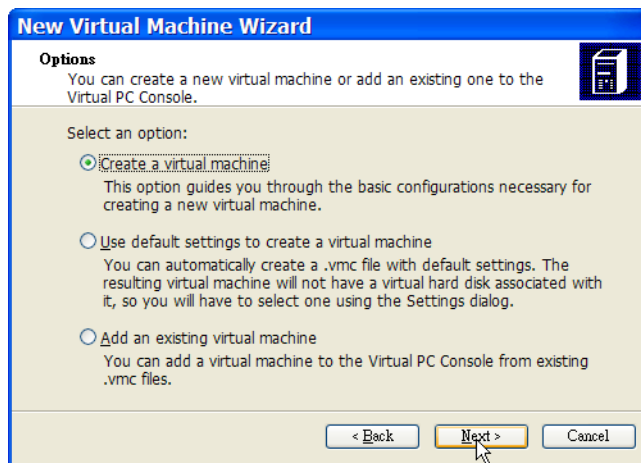 New Virtual Machine Wizard
Options
You can create a new virtual machine or add an existing one to the
Virtual PC Console.
Select an option:
Create a virtual machine
This option guides you through the basic configurations necessary for
creating a new virtual machine.
Use default settings to create a virtual machine
You can automatically create a .vmc file with default settings. The
resulting virtual machine will not have a virtual hard disk associated with
it, so you will have to select one using the Settings dialog.
Add an existing virtual machine
You can add a virtual machine to the Virtual PC Console from existing
.vmc files.
< Back Next > Cancel